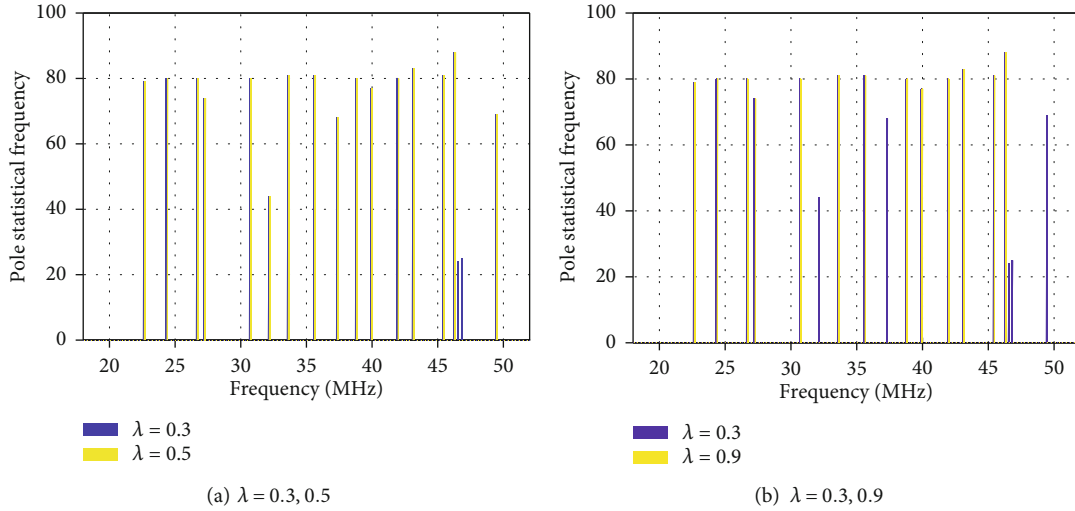 100
80
60
40
20
0
Pole statistical frequency
20 25 30 35 40 45 50
Frequency (MHz)
λ = 0.3
λ = 0.5
(a) λ = 0.3, 0.5
100
80
60
40
20
0
Pole statistical frequency
20 25 30 35 40 45 50
Frequency (MHz)
λ = 0.3
λ = 0.9
(b) λ = 0.3, 0.9